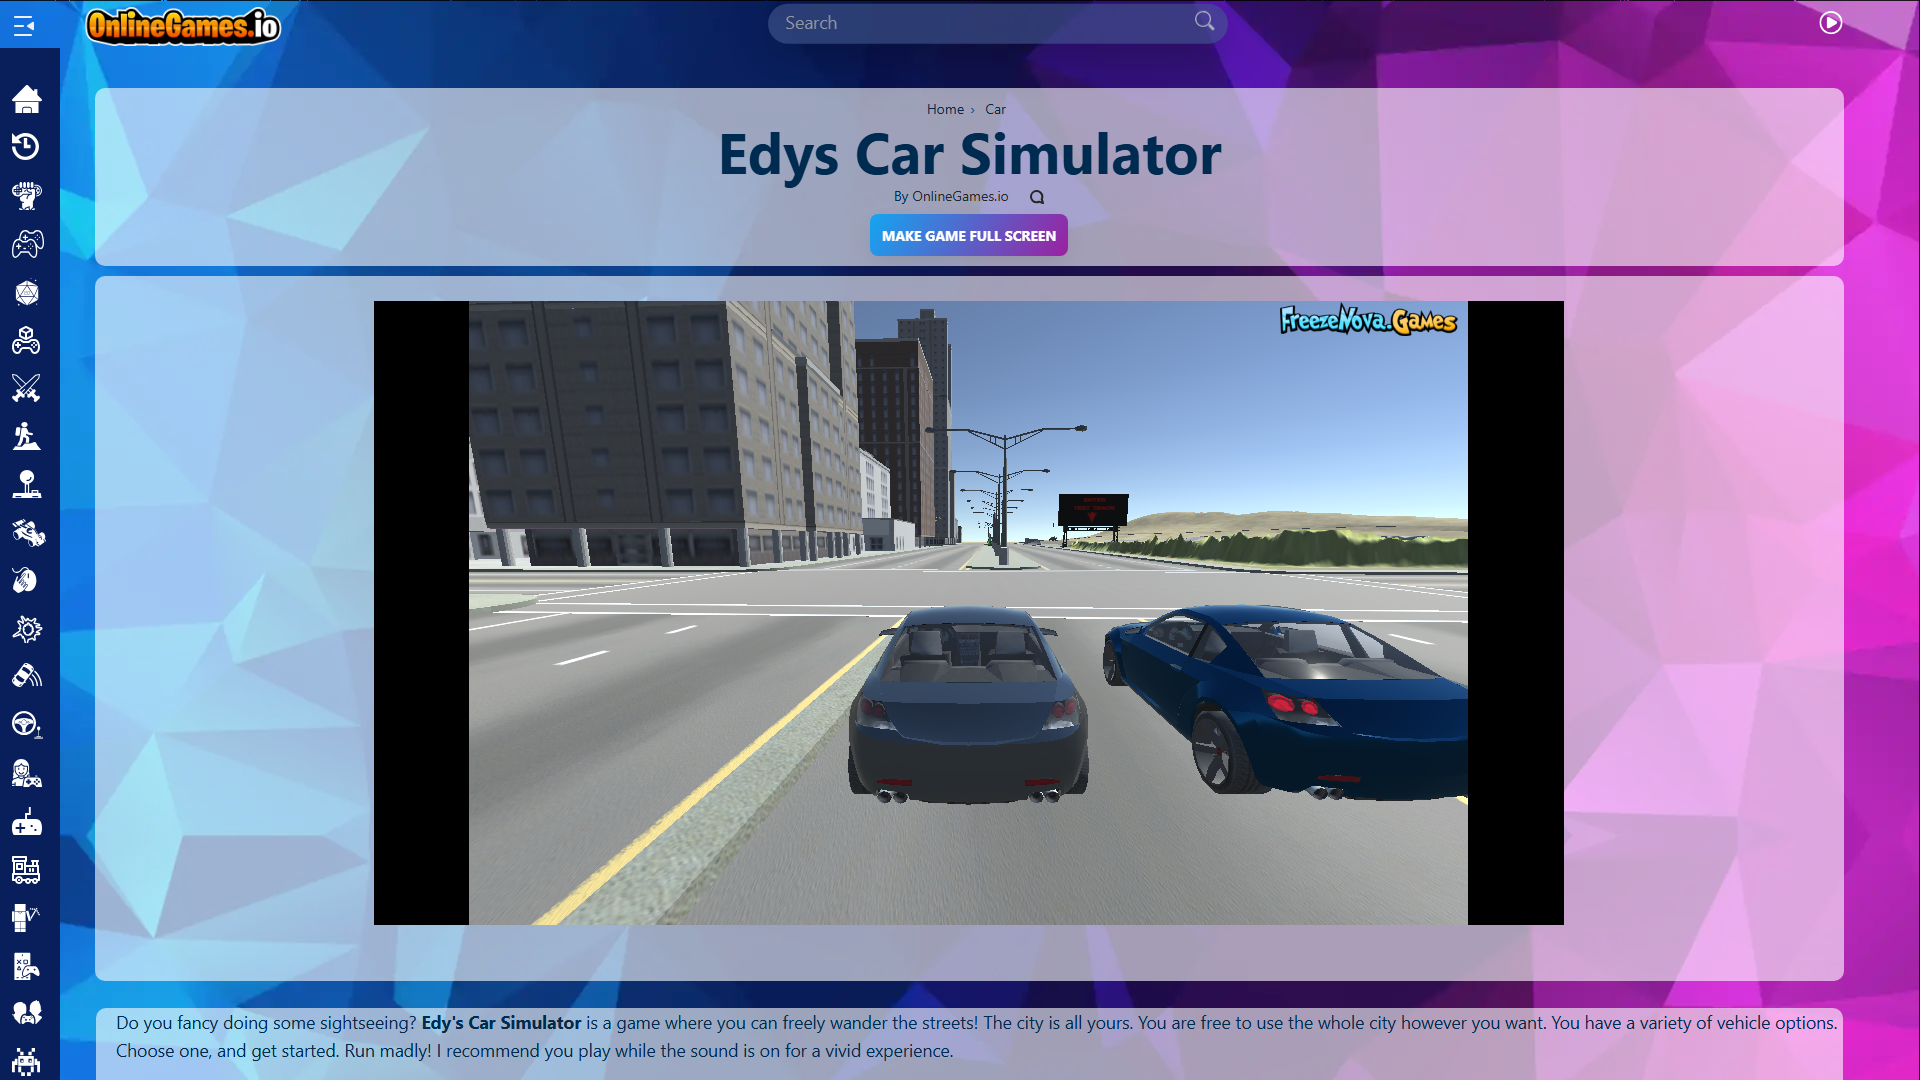 OnlineGames.io
Search
Home › Car
Edys Car Simulator
By OnlineGames.io
MAKE GAME FULL SCREEN
FreezeNova.Games
Do you fancy doing some sightseeing? Edy's Car Simulator is a game where you can freely wander the streets! The city is all yours. You are free to use the whole city however you want. You have a variety of vehicle options.
Choose one, and get started. Run madly! I recommend you play while the sound is on for a vivid experience.